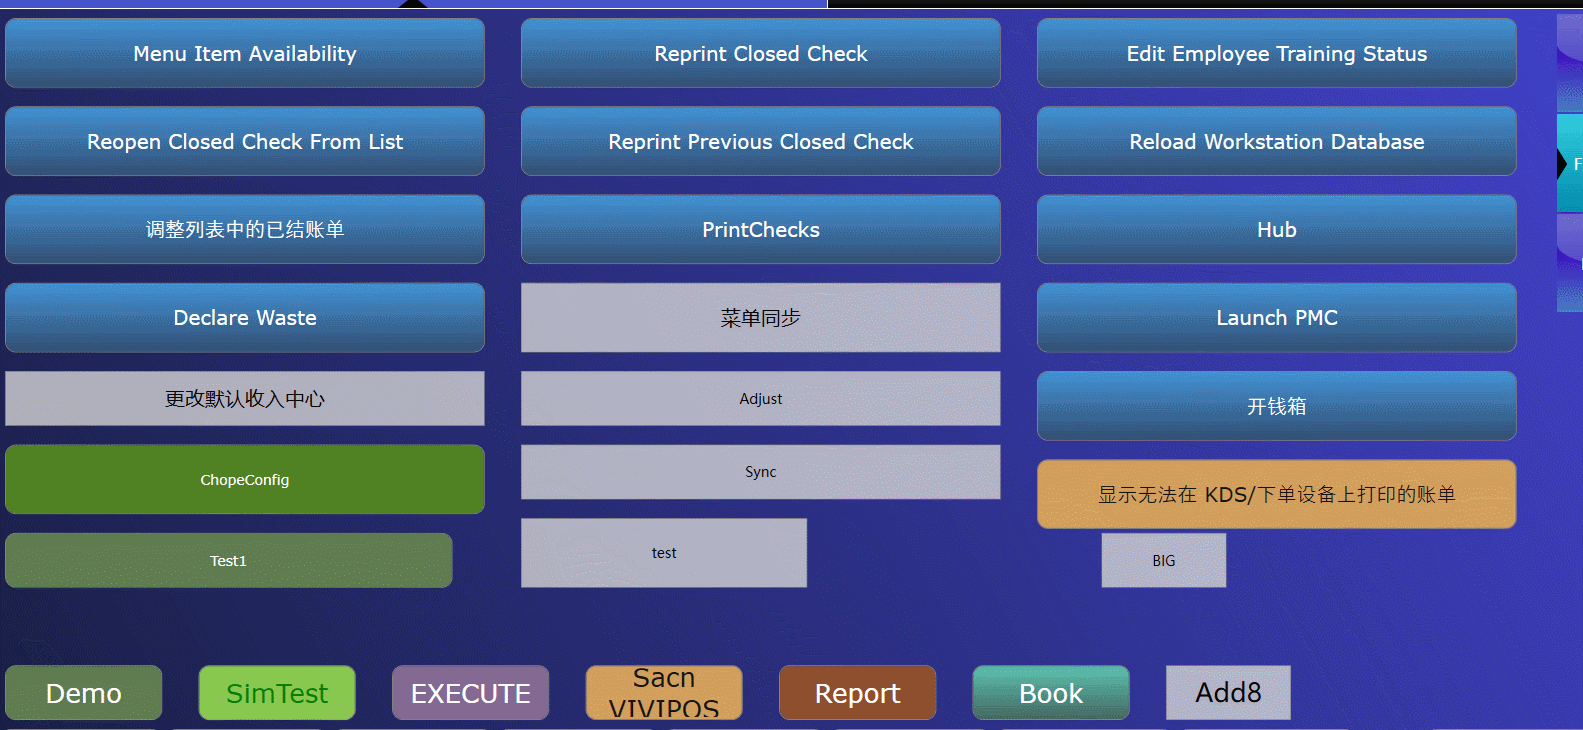 Menu Item Availability
Reprint Closed Check
Edit Employee Training Status
Reopen Closed Check From List
Reprint Previous Closed Check
Reload Workstation Database
F
调整列表中的已结账单
PrintChecks
Hub
Declare Waste
菜单同步
Launch PMC
更改默认收入中心
Adjust
开钱箱
ChopeConfig
Sync
显示无法在 KDS/下单设备上打印的账单
Test1
test
BIG
Demo
SimTest
EXECUTE
Sacn
VIVIPOS
Report
Book
Add8